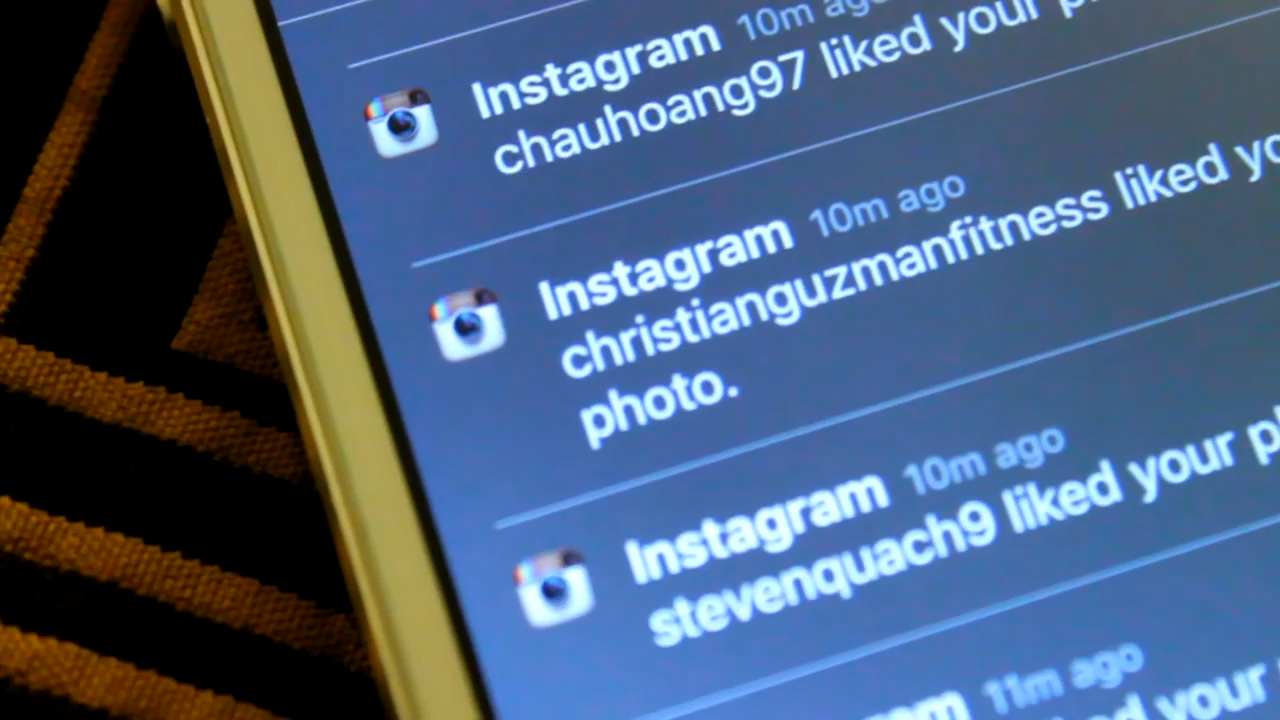 Instagram 10m ago
chauhoang97 liked your
Instagram 10m ago
christianguzmanfitness liked
photo.
Instagram 10m ago
stevenquach9 liked your
11m ago
your